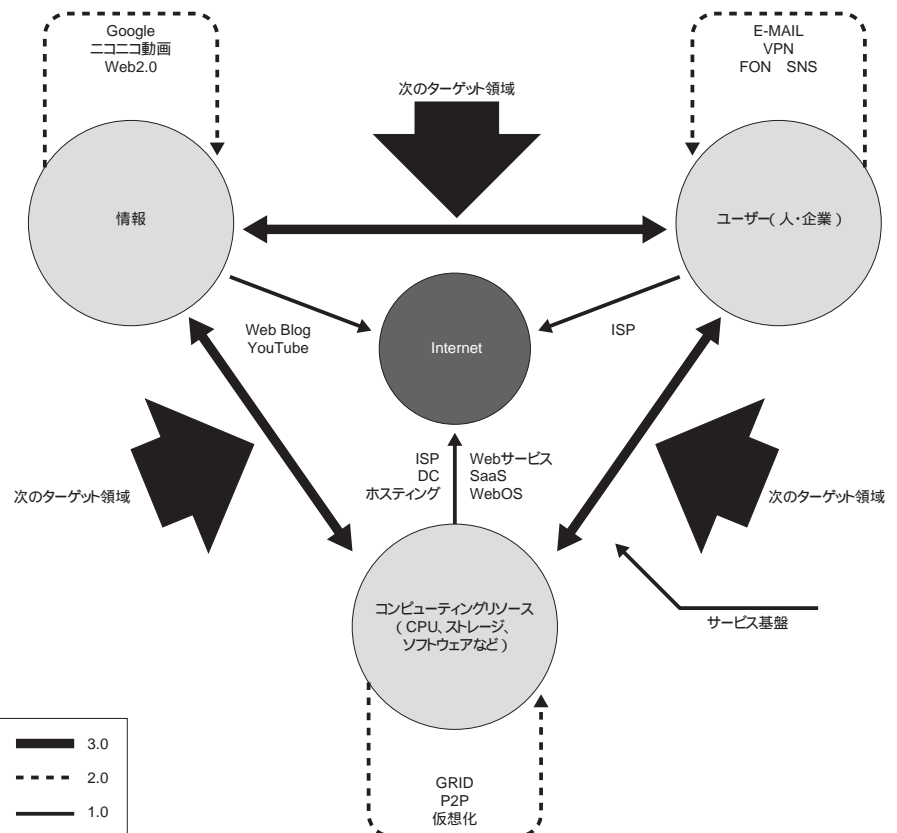 Google
ニコニコ動画
Web2.0
E-MAIL
VPN
FON SNS
次のターゲット領域
情報
ユーザー(人・企業)
Web Blog
YouTube
Internet
ISP
ISP
DC
ホスティング
Webサービス
SaaS
WebOS
次のターゲット領域
次のターゲット領域
コンピューティングリソース
(CPU、ストレージ、
ソフトウェアなど)
サービス基盤
GRID
P2P
仮想化
3.0
2.0
1.0